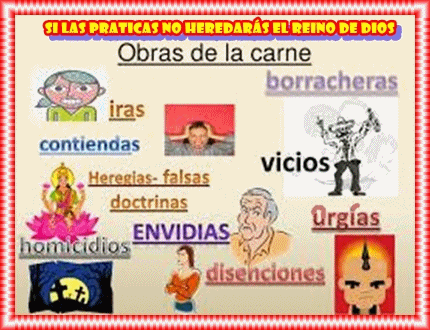 SI LAS PRATICAS NO HEREDARÁS EL REINO DE DIOS
Obras de la carne
borracheras
iras
contiendas
vicios
Heregias- falsas
doctrinas
ENVIDIAS
Orgías
homicidios
disenciones